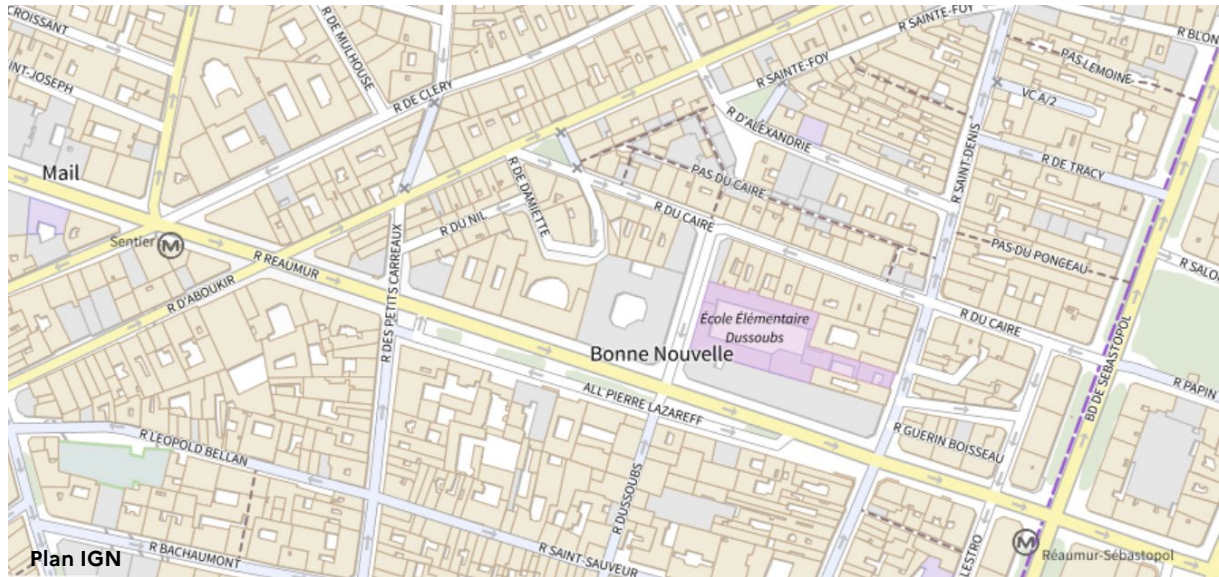 CROISSANT
R DE MULHOUSE
R SAINTE-FOY
R BLON
INT-JOSEPH
R DE CLERY
R SAINTE-FOY
PAS LEMOINE
VC A/2
R D'ALEXANDRIE
R SAINT-DENIS
R DE TRACY
Mail
R DE DAMIETTE
PAS DU CAIRE
R DU NIL
R DU CAIRE
Sentier
M
R REAUMUR
R DES PETITS CARREAUX
PAS DU PONCEAU
R SALO
R D'ABOUKIR
École Élémentaire
Dussoubs
R DU CAIRE
BD DE SEBASTOPOL
Bonne Nouvelle
ALL PIERRE LAZAREFF
R PAPIN
R LEOPOLD BELLAN
R GUERIN BOISSEAU
R DUSSOUBS
R BACHAUMONT
R SAINT-SAUVEUR
LESTRO
M
Réaumur-Sébastopol
Plan IGN